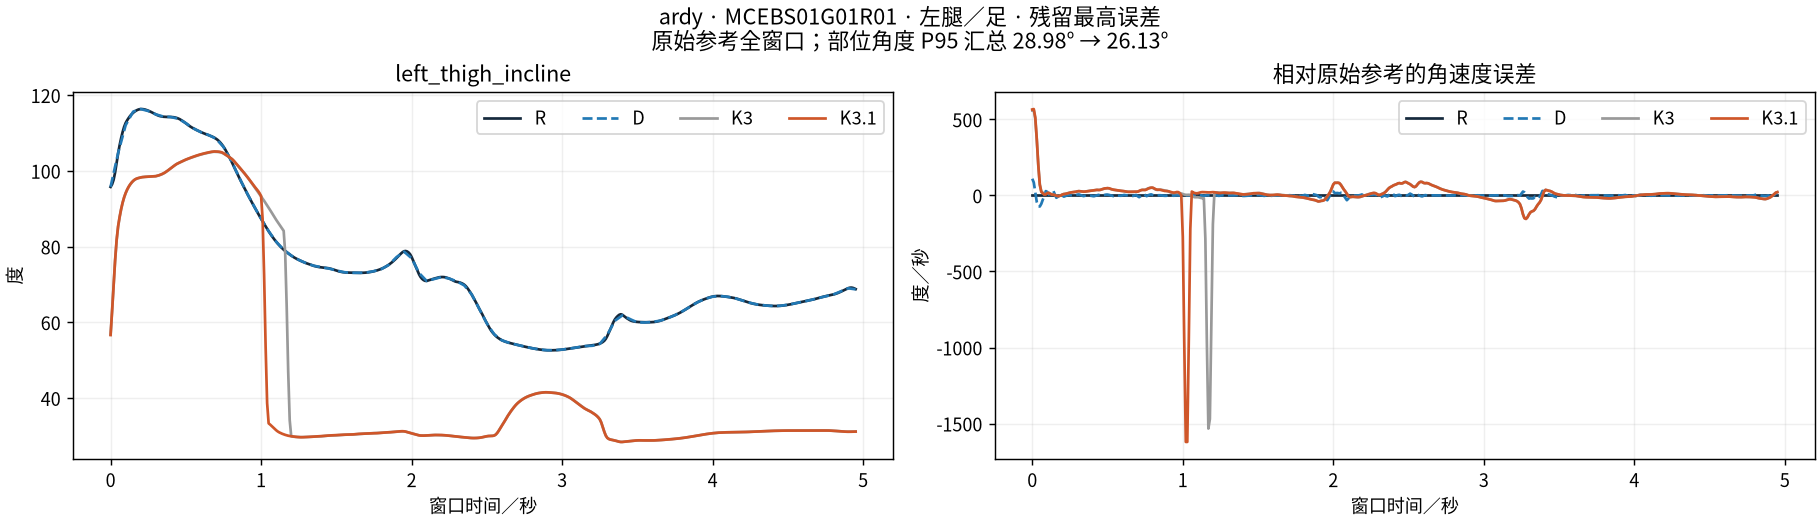 ardy · MCEBS01G01R01 · 左腿／足 · 残留最高误差
原始参考全窗口；部位角度 P95 汇总 28.98° → 26.13°
left_thigh_incline
R D K3 K3.1
120
100
80
60
40
度
0 1 2 3 4 5
窗口时间／秒
相对原始参考的角速度误差
R D K3 K3.1
500
0
-500
-1000
-1500
度／秒
0 1 2 3 4 5
窗口时间／秒